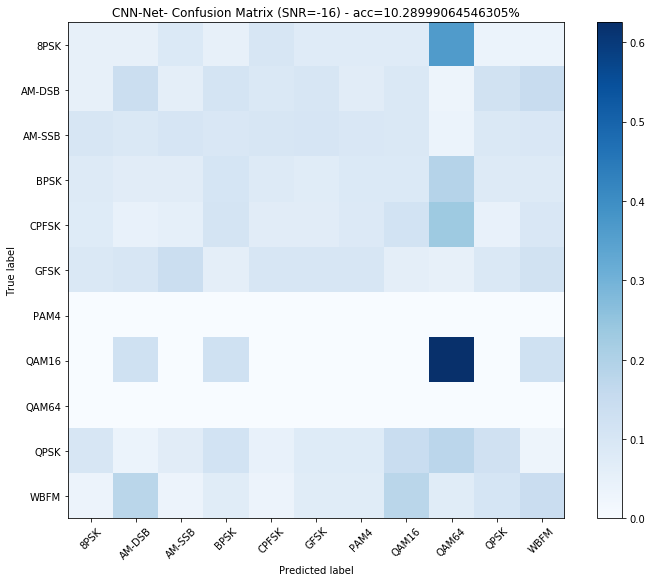 CNN-Net- Confusion Matrix (SNR=-16) - acc=10.28999064546305%
True label
8PSK
AM-DSB
AM-SSB
BPSK
CPFSK
GFSK
PAM4
QAM16
QAM64
QPSK
WBFM
8PSK
AM-DSB
AM-SSB
BPSK
CPFSK
GFSK
PAM4
QAM16
QAM64
QPSK
WBFM
Predicted label
0.6
0.5
0.4
0.3
0.2
0.1
0.0